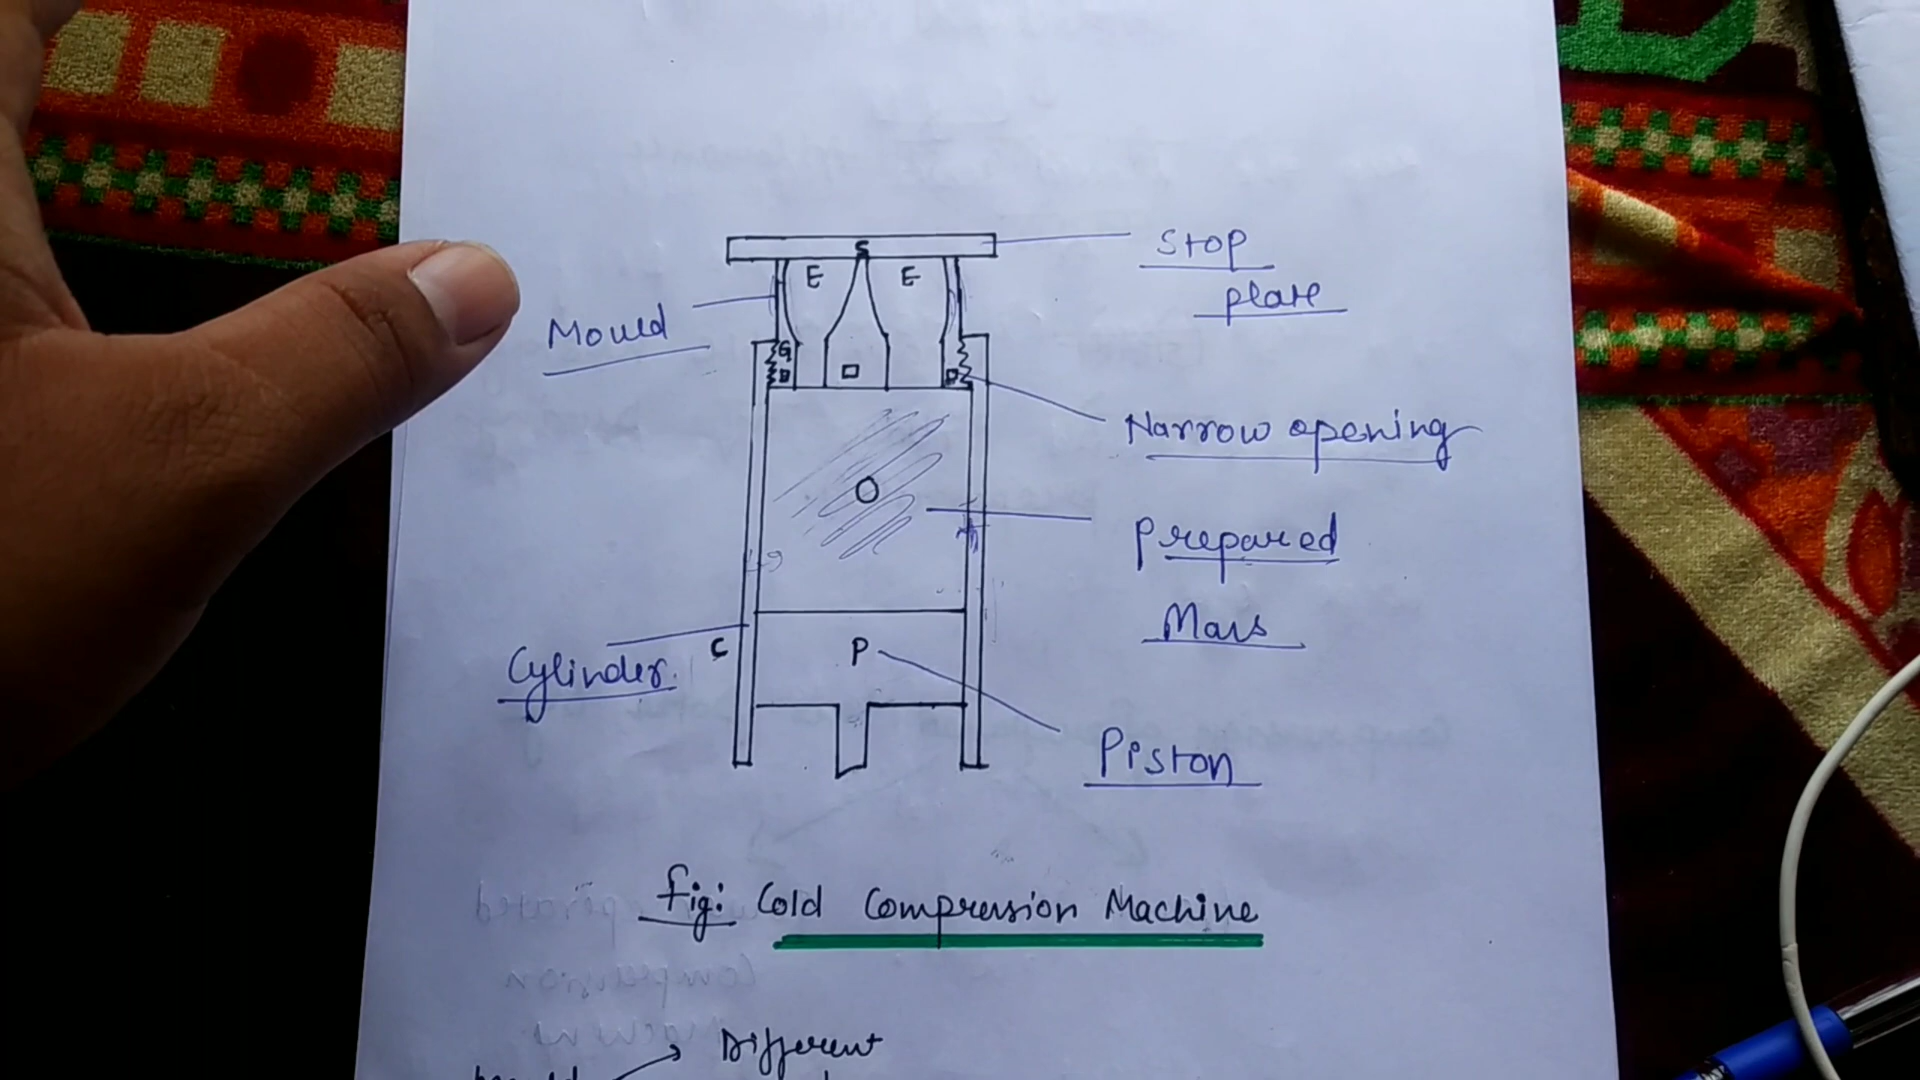 S
Stop
E E
plate
Mould
G
Narrow opening
O
Prepared
Mass
C
P
Cylinder.
Piston
fig: Cold Compression Machine
Different